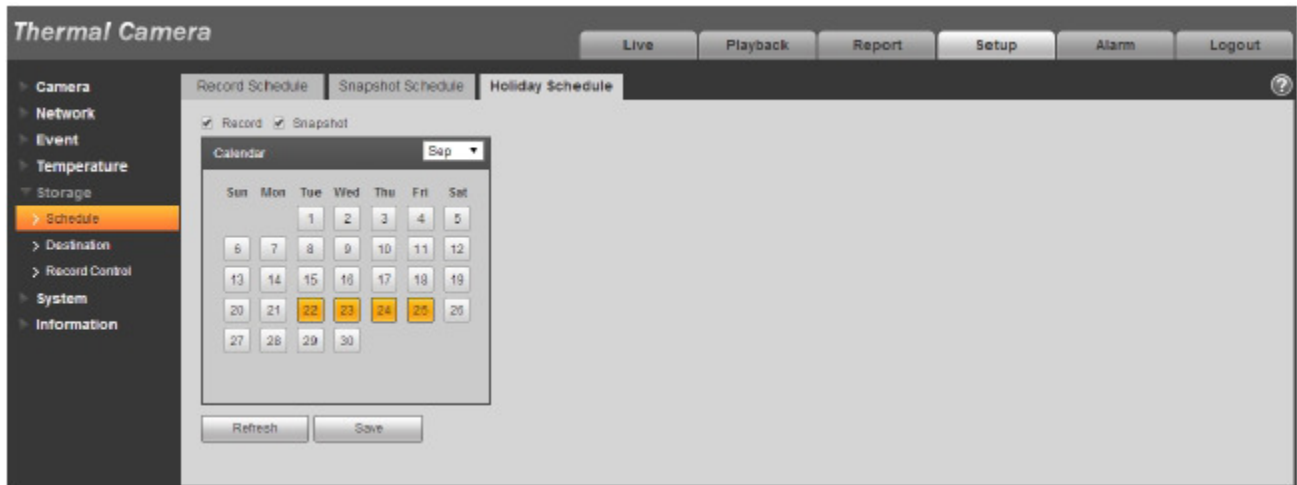 Thermal Camera
Live Playback Report Setup Alarm Logout
Camera
Network
Event
Temperature
Storage
Schedule
Destination
Record Control
System
Information
Record Schedule Snapshot Schedule Holiday Schedule ?
Record Snapshot
Calendar Sep
Sun Mon Tue Wed Thu Fri Sat
1 2 3 4 5
6 7 8 9 10 11 12
13 14 15 16 17 18 19
20 21 22 23 24 25 26
27 28 29 30
Refresh Save